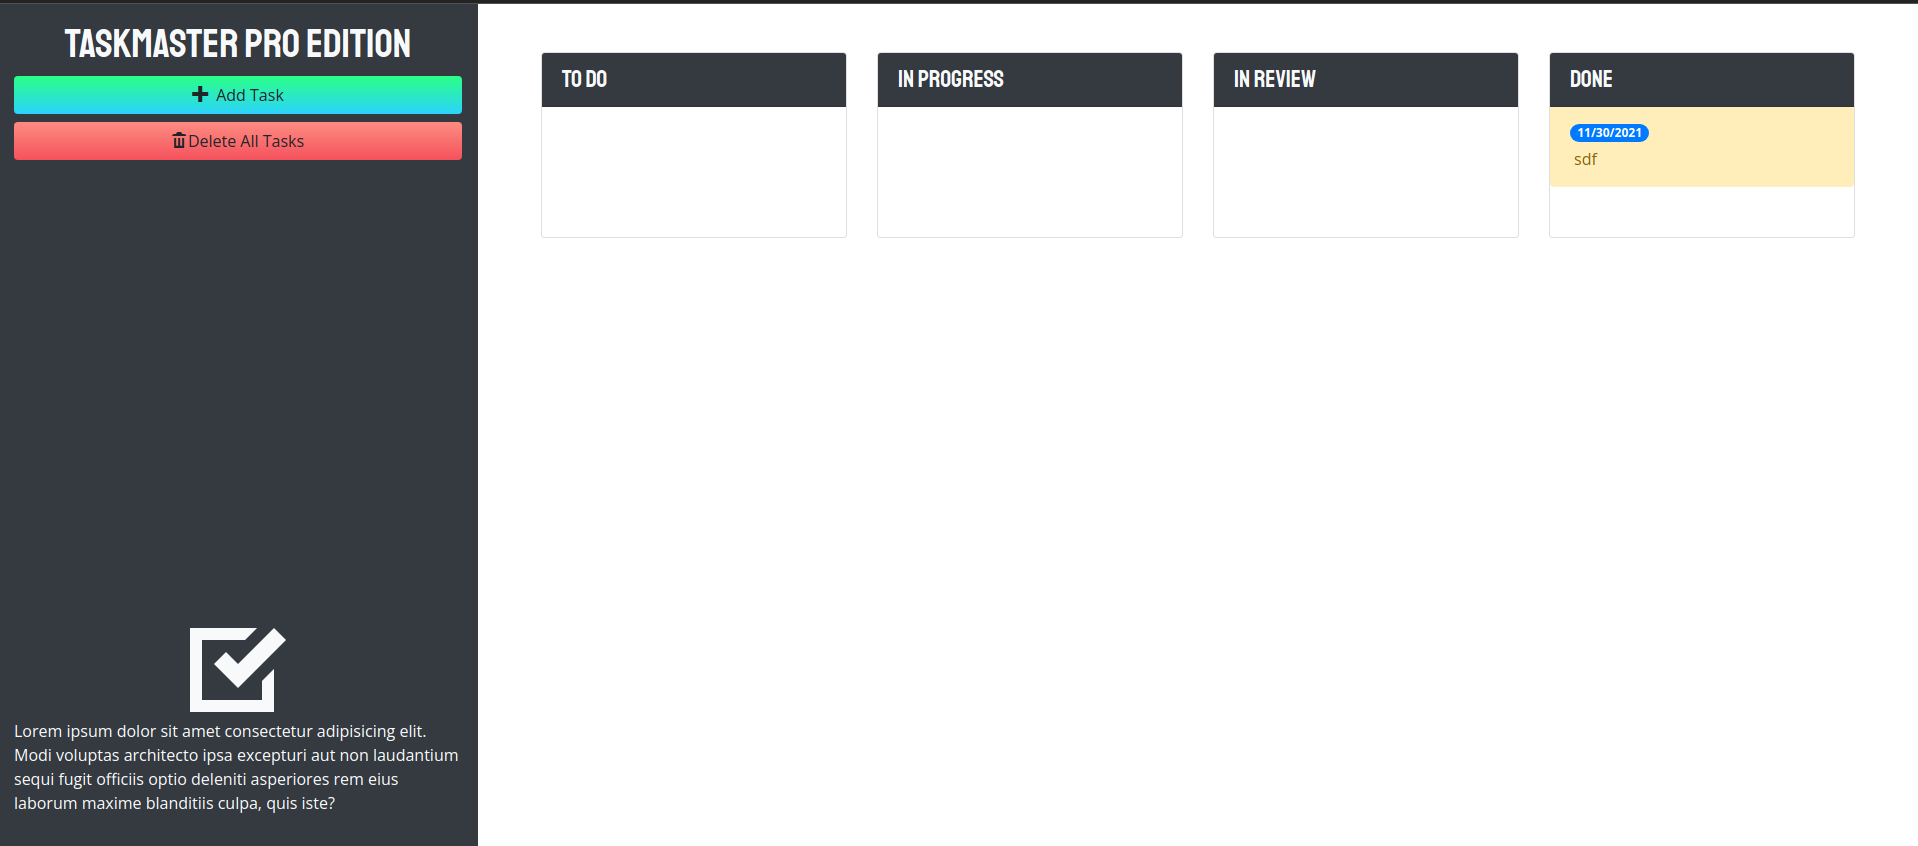 TASKMASTER PRO EDITION
Add Task
Delete All Tasks
Lorem ipsum dolor sit amet consectetur adipisicing elit.
Modi voluptas architecto ipsa excepturi aut non laudantium
sequi fugit officiis optio deleniti asperiores rem eius
laborum maxime blanditiis culpa, quis iste?
TO DO
IN PROGRESS
IN REVIEW
DONE
11/30/2021
sdf